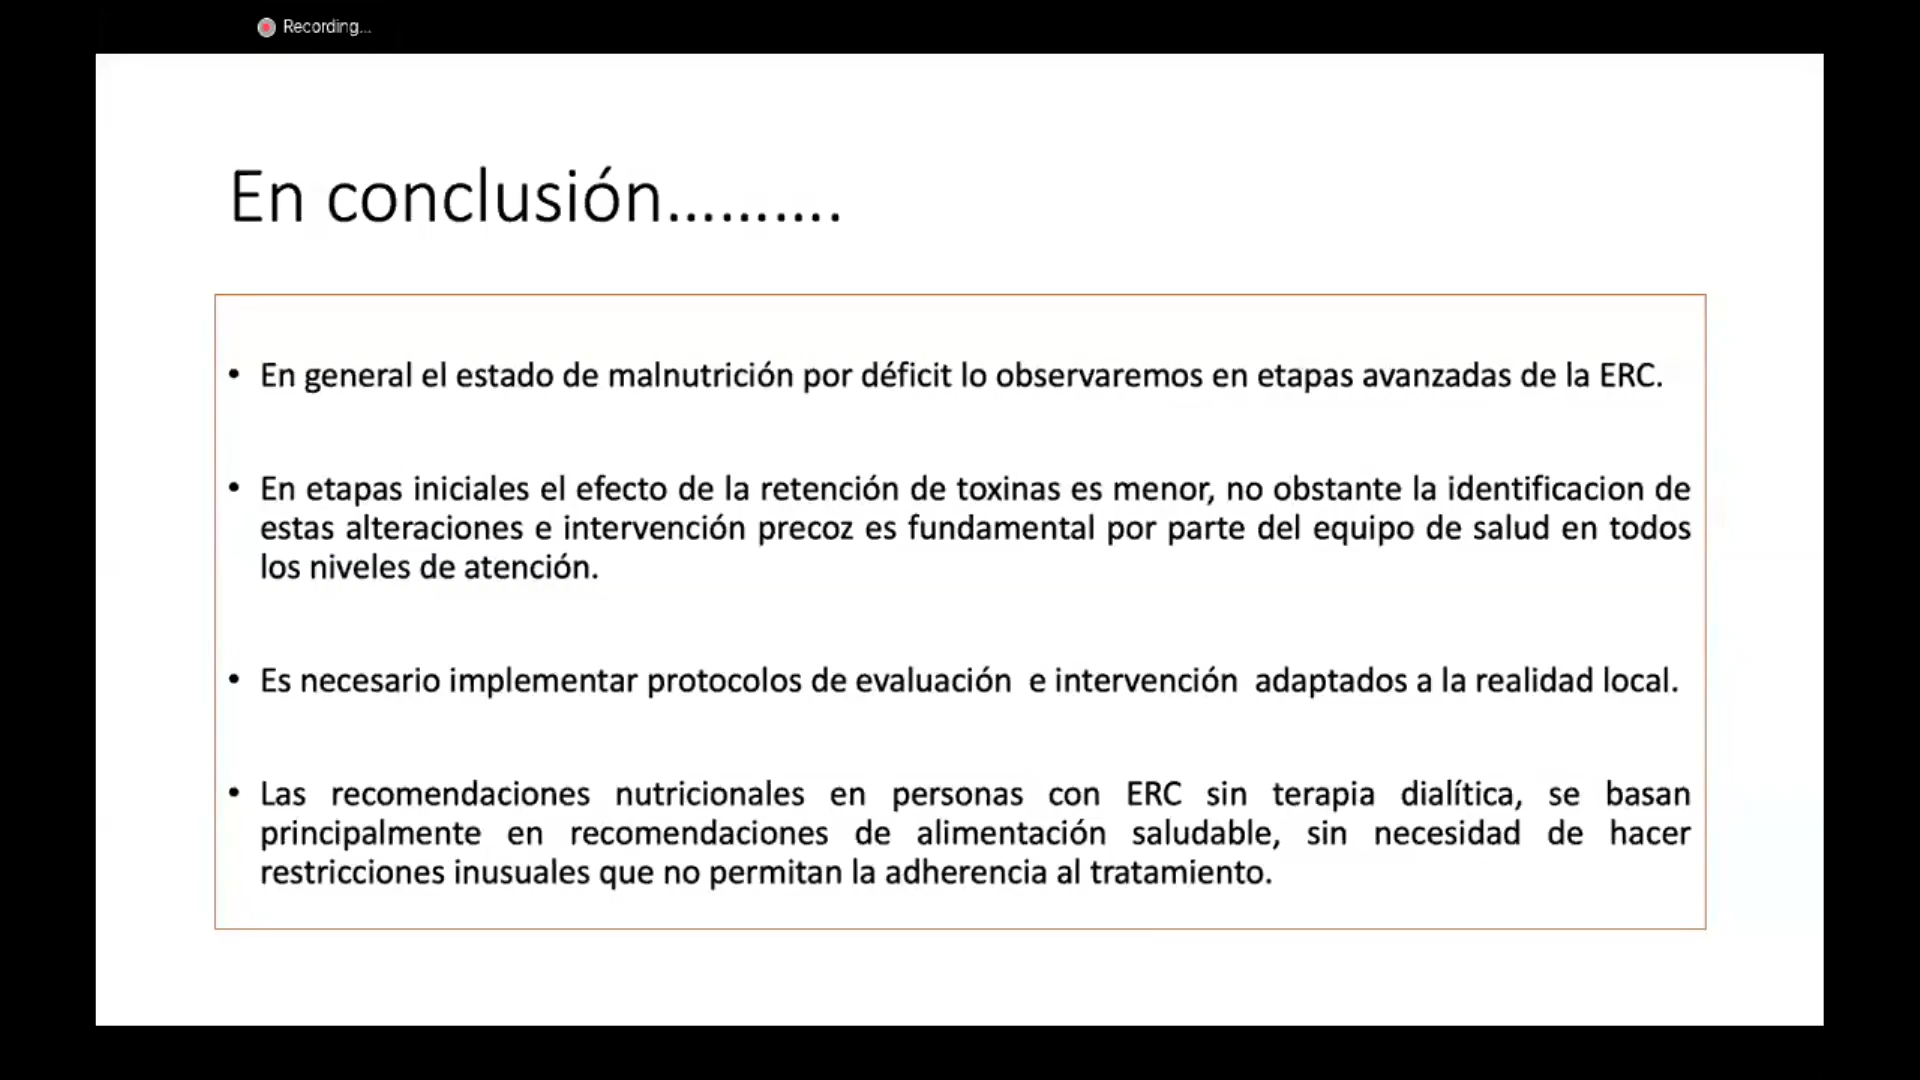 Recording...
En conclusión..........
• En general el estado de malnutrición por déficit lo observaremos en etapas avanzadas de la ERC.
• En etapas iniciales el efecto de la retención de toxinas es menor, no obstante la identificacion de
estas alteraciones e intervención precoz es fundamental por parte del equipo de salud en todos
los niveles de atención.
• Es necesario implementar protocolos de evaluación  e intervención  adaptados a la realidad local.
• Las recomendaciones nutricionales en personas con ERC sin terapia dialítica, se basan
principalmente en recomendaciones de alimentación saludable, sin necesidad de hacer
restricciones inusuales que no permitan la adherencia al tratamiento.